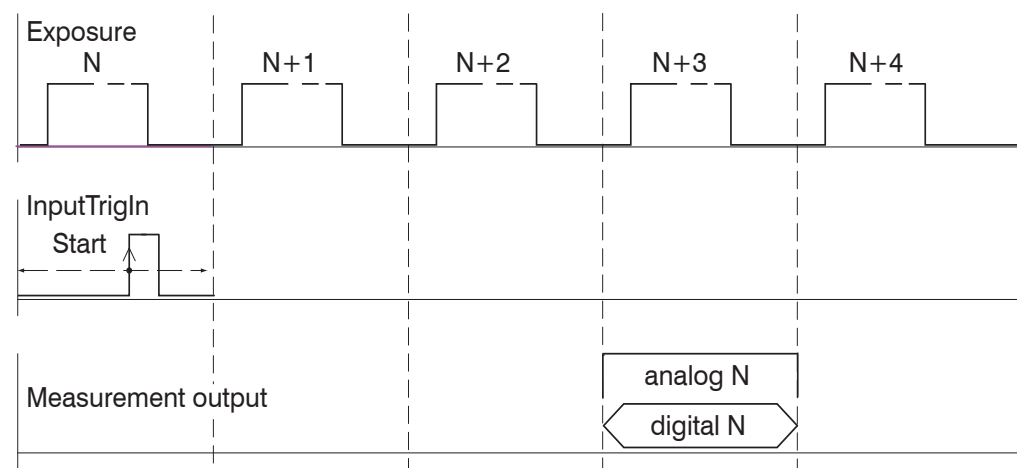 Exposure
N N+1 N+2 N+3 N+4
InputTrigIn
Start
analog N
Measurement output
digital N